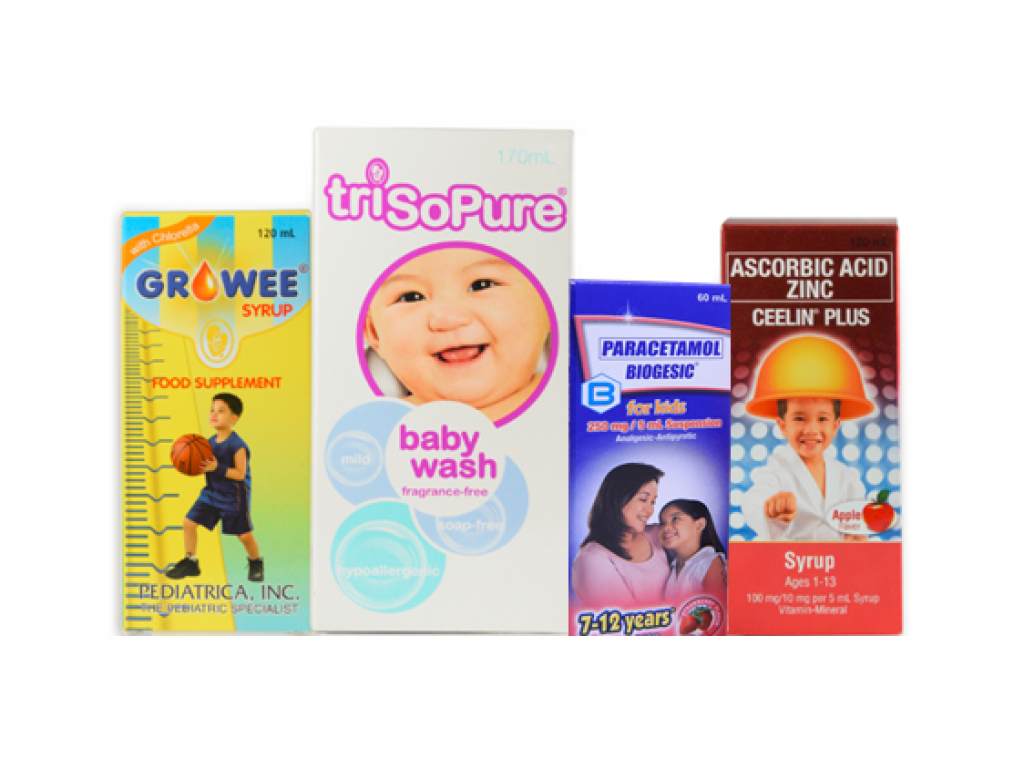 with Chlorella
120 mL
GROWEE®
SYRUP
FOOD SUPPLEMENT
PEDIATRICA, INC.
THE PEDIATRIC SPECIALIST
170mL
triSoPure®
baby
wash
fragrance-free
mild
soap-free
hypoallergenic
60 mL
PARACETAMOL
BIOGESIC®
B
for kids
250 mg / 5 mL Suspension
Analgesic-Antipyretic
7-12 years
120 mL
ASCORBIC ACID
ZINC
CEELIN® PLUS
Apple
Flavor
Syrup
Ages 1-13
100 mg/10 mg per 5 mL Syrup
Vitamin-Mineral